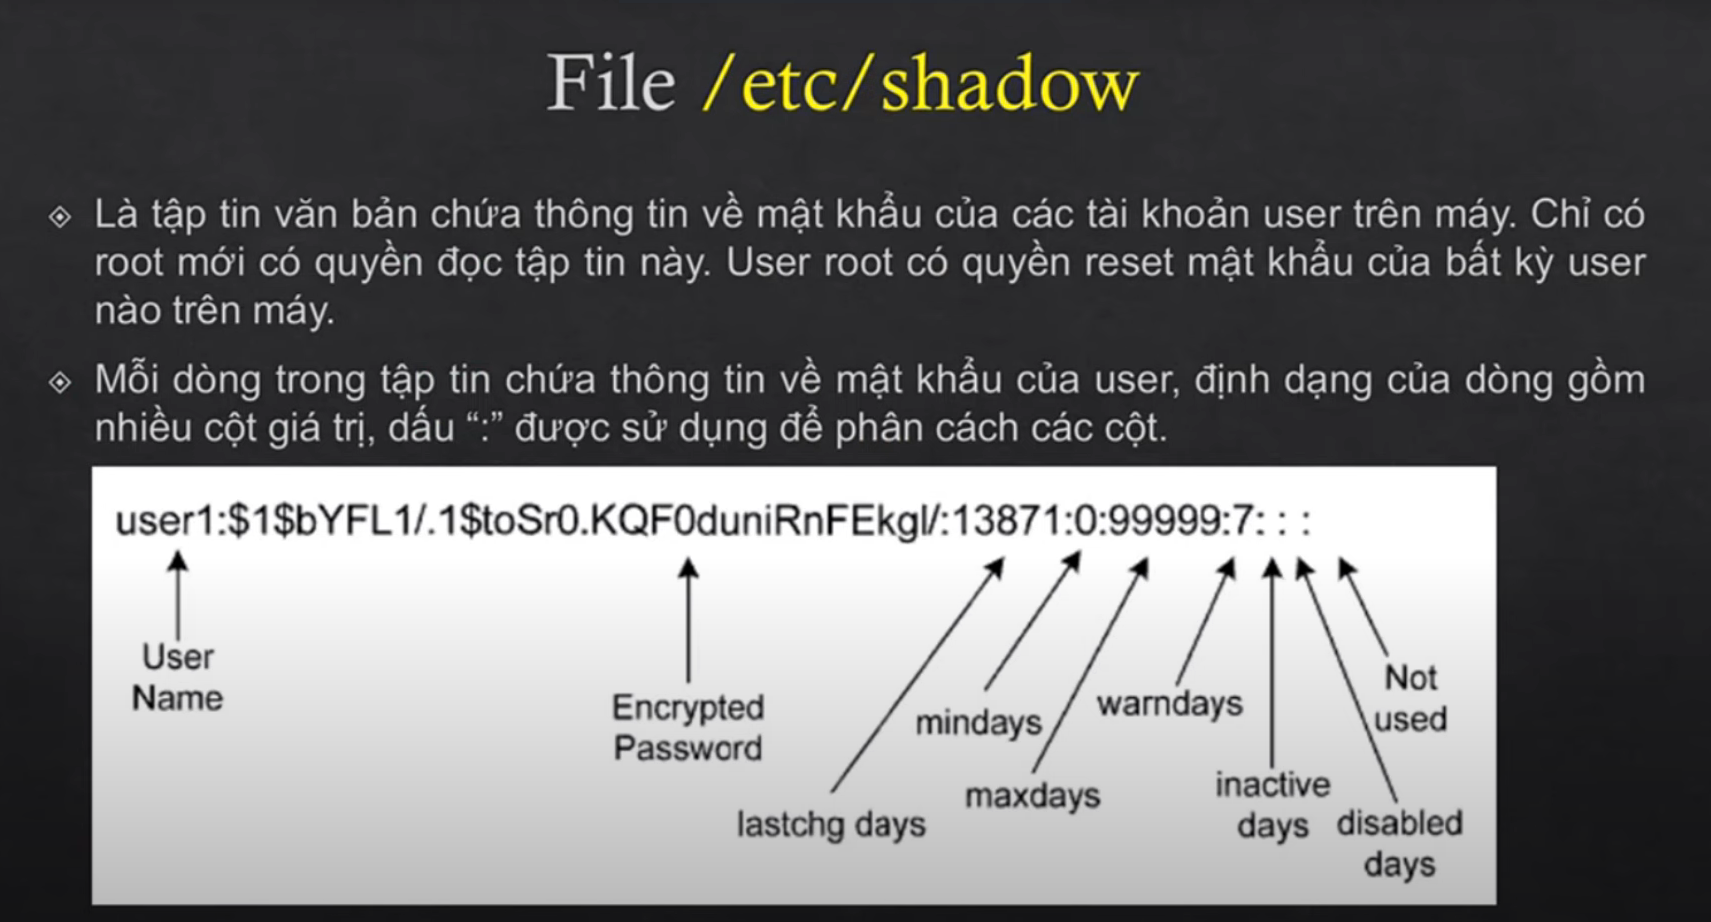 File /etc/shadow
Là tập tin văn bản chứa thông tin về mật khẩu của các tài khoản user trên máy. Chỉ có
root mới có quyền đọc tập tin này. User root có quyền reset mật khẩu của bất kỳ user
nào trên máy.
Mỗi dòng trong tập tin chứa thông tin về mật khẩu của user, định dạng của dòng gồm
nhiều cột giá trị, dấu “:” được sử dụng để phân cách các cột.
user1:$1$bYFL1/.1$toSr0.KQF0duniRnFEkgl/:13871:0:99999:7: : :
User
Name
Encrypted
Password
lastchg days
mindays
maxdays
warndays
inactive
days
disabled
days
Not
used